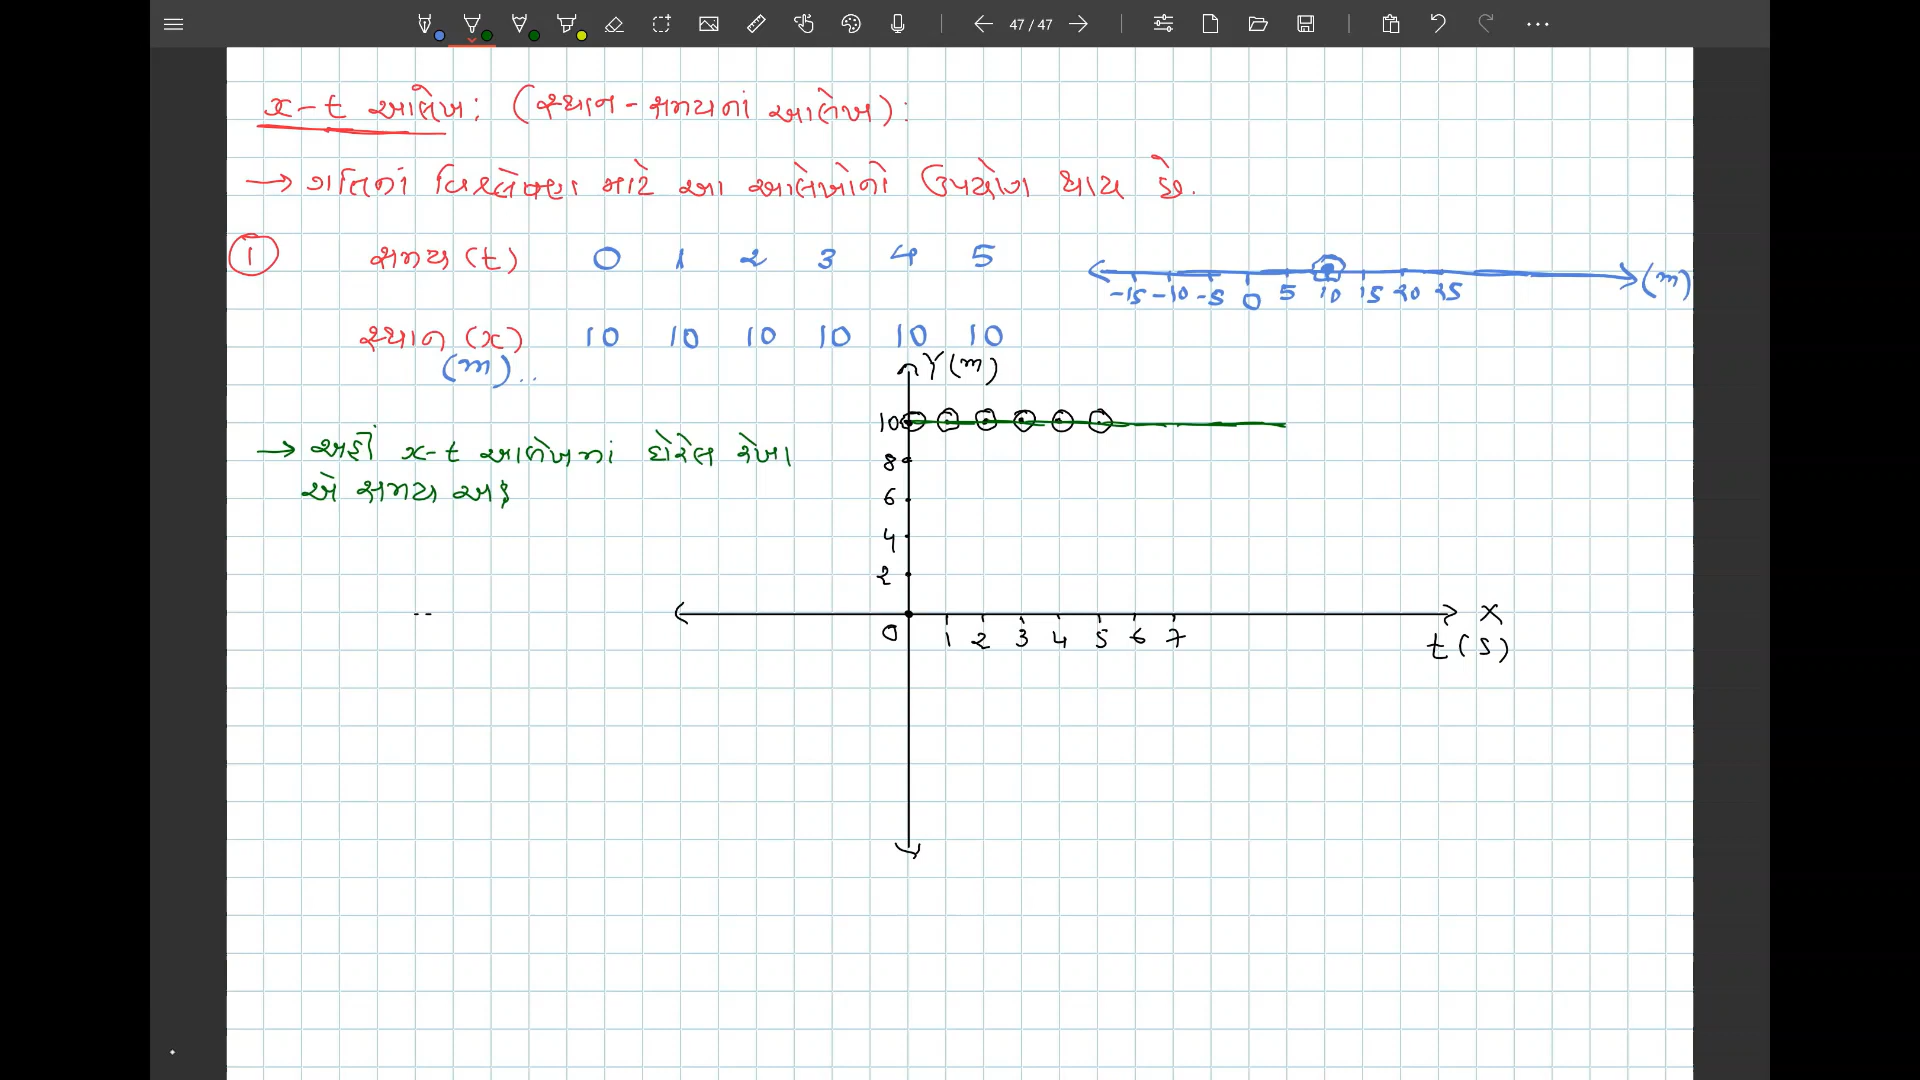 47 / 47
x-t આલેખ: (સ્થાન-સમયનાં આલેખ):
→ ગતિનાં વિશ્લેષણ માટે આ આલેખોનો ઉપયોગ થાય છે.
1 સમય (t) 0 1 2 3 4 5
-15 -10 -5 0 5 10 15 20 25 (m)
સ્થાન (x) 10 10 10 10 10 10
(m)
Y (m)
→ અહીં x-t આલેખનાં દોરેલ રેખા
એ સમય અક્
10
8
6
4
2
0 1 2 3 4 5 6 7
X
t (s)